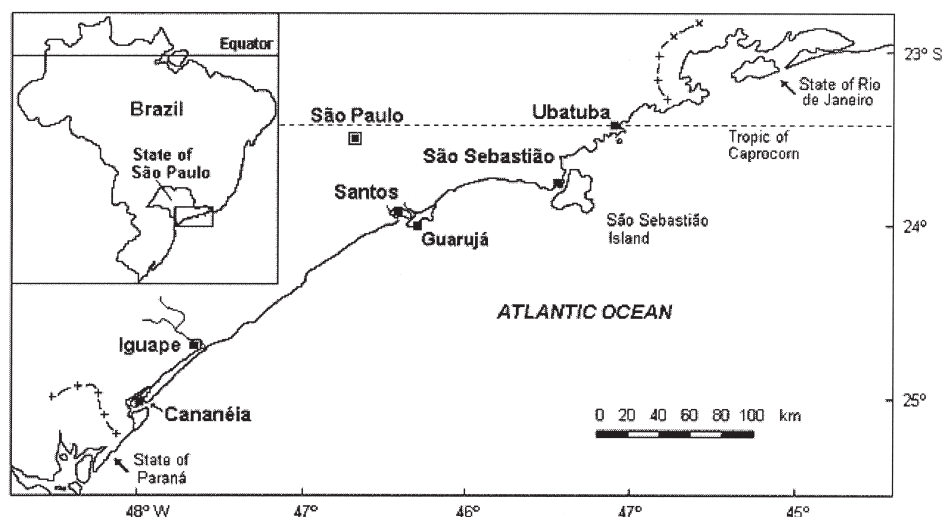 Equator
Brazil
State of
São Paulo
23° S
State of Rio
de Janeiro
Ubatuba
São Paulo
Tropic of
Caprocorn
São Sebastião
Santos
São Sebastião
Island
Guarujá
24°
ATLANTIC OCEAN
Iguape
Cananéia
25°
0 20 40 60 80 100 km
State of
Paraná
48° W
47°
46°
47°
45°